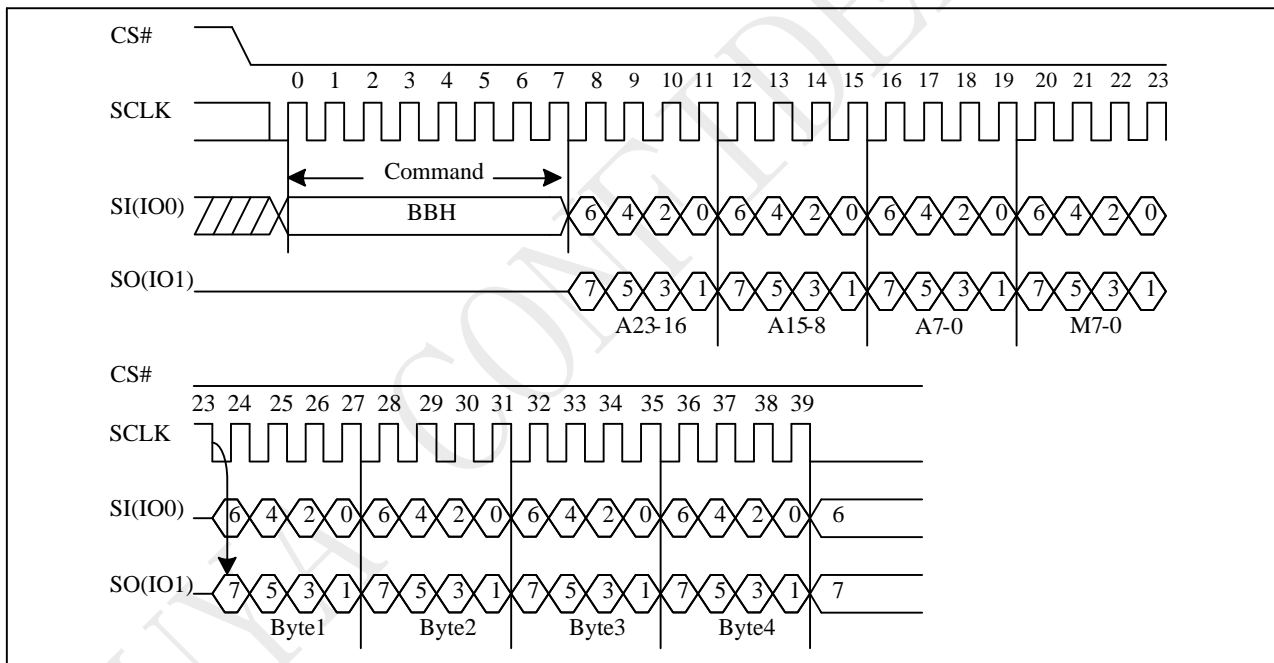 CS#
0 1 2 3 4 5 6 7 8 9 10 11 12 13 14 15 16 17 18 19 20 21 22 23
SCLK
Command
SI(IO0) BBH 6 4 2 0 6 4 2 0 6 4 2 0 6 4 2 0
SO(IO1) 7 5 3 1 7 5 3 1 7 5 3 1 7 5 3 1
A23-16 A15-8 A7-0 M7-0
CS#
23 24 25 26 27 28 29 30 31 32 33 34 35 36 37 38 39
SCLK
SI(IO0) 6 4 2 0 6 4 2 0 6 4 2 0 6 4 2 0 6
SO(IO1) 7 5 3 1 7 5 3 1 7 5 3 1 7 5 3 1 7
Byte1 Byte2 Byte3 Byte4